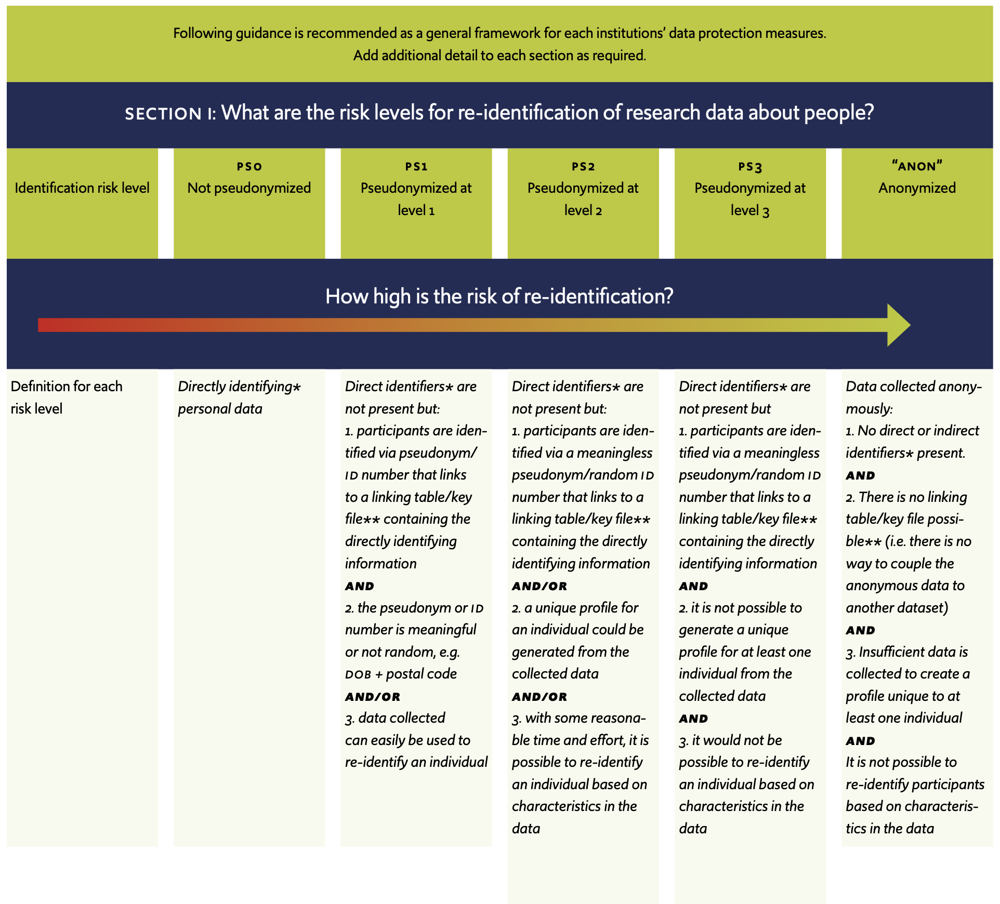 Following guidance is recommended as a general framework for each institutions’ data protection measures.
Add additional detail to each section as required.
SECTION I: What are the risk levels for re-identification of research data about people?
Identification risk level
PS0
Not pseudonymized
PS1
Pseudonymized at
level 1
PS2
Pseudonymized at
level 2
PS3
Pseudonymized at
level 3
“ANON”
Anonymized
How high is the risk of re-identification?
Definition for each
risk level
Directly identifying*
personal data
Direct identifiers* are
not present but:
1. participants are iden-
tified via pseudonym/
ID number that links
to a linking table/key
file** containing the
directly identifying
information
AND
2. the pseudonym or ID
number is meaningful
or not random, e.g.
DOB + postal code
AND/OR
3. data collected
can easily be used to
re-identify an individual
Direct identifiers* are
not present but:
1. participants are iden-
tified via a meaningless
pseudonym/random ID
number that links to a
linking table/key file**
containing the directly
identifying information
AND/OR
2. a unique profile for
an individual could be
generated from the
collected data
AND/OR
3. with some reasona-
ble time and effort, it is
possible to re-identify
an individual based on
characteristics in the
data
Direct identifiers* are
not present but
1. participants are iden-
tified via a meaningless
pseudonym/random ID
number that links to a
linking table/key file**
containing the directly
identifying information
AND
2. it is not possible to
generate a unique
profile for at least one
individual from the
collected data
AND
3. it would not be
possible to re-identify
an individual based on
characteristics in the
data
Data collected anony-
mously:
1. No direct or indirect
identifiers* present.
AND
2. There is no linking
table/key file possi-
ble** (i.e. there is no
way to couple the
anonymous data to
another dataset)
AND
3. Insufficient data is
collected to create a
profile unique to at
least one individual
AND
It is not possible to
re-identify participants
based on characteris-
tics in the data